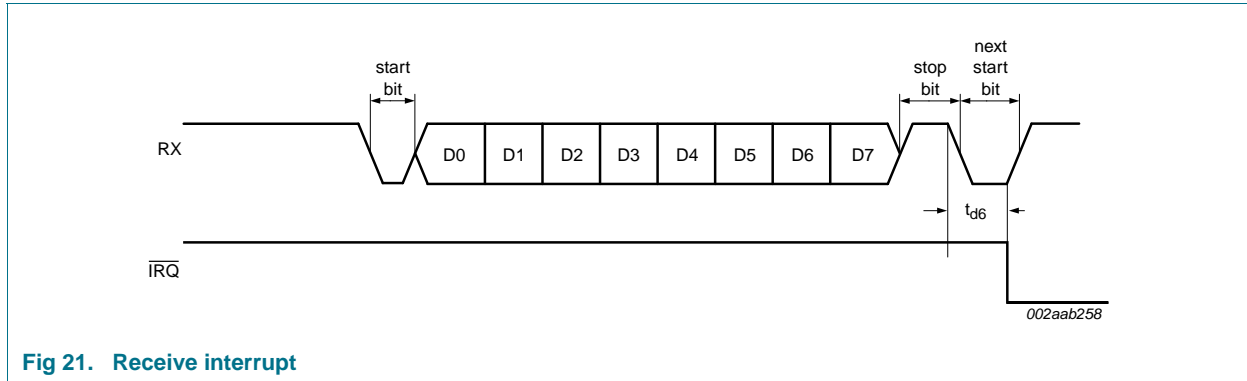 start
bit
stop
bit
next
start
bit
RX
D0 D1 D2 D3 D4 D5 D6 D7
td6
IRQ
002aab258
Fig 21. Receive interrupt